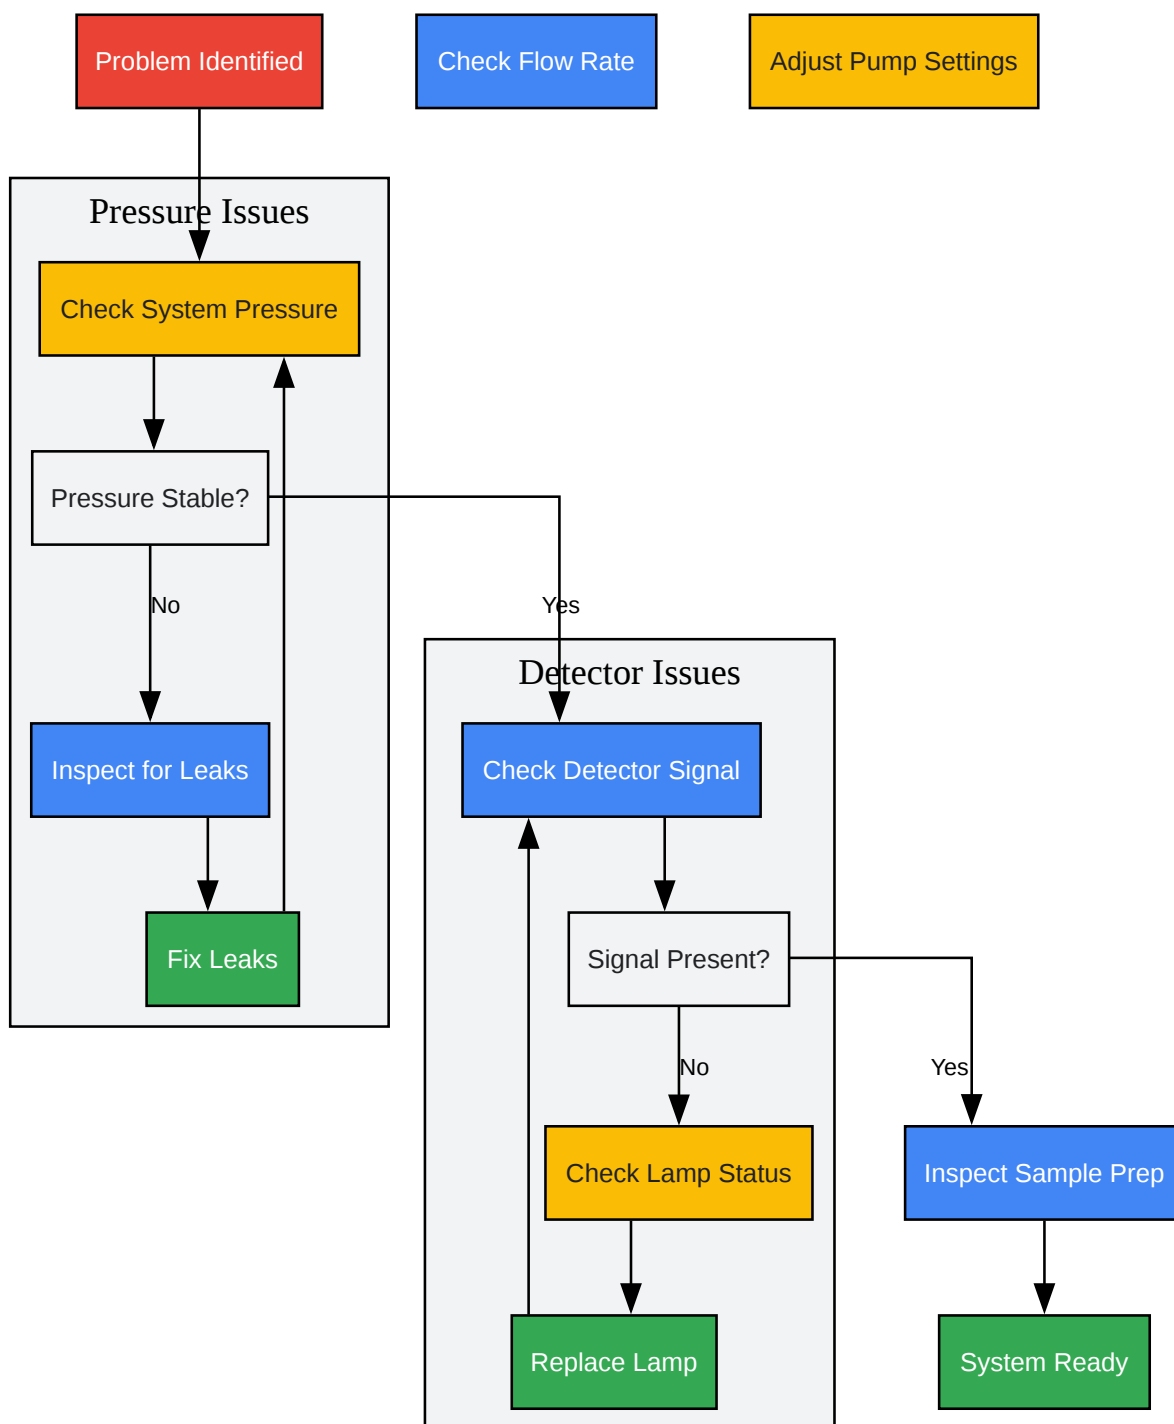 Problem Identified
Check Flow Rate
Adjust Pump Settings
Pressure Issues
Check System Pressure
Pressure Stable?
No
Yes
Inspect for Leaks
Fix Leaks
Detector Issues
Check Detector Signal
Signal Present?
No
Yes
Check Lamp Status
Inspect Sample Prep
Replace Lamp
System Ready